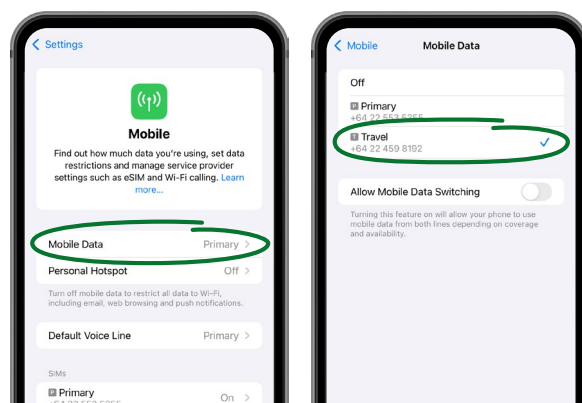 Settings
Mobile
Find out how much data you're
using, set data
restrictions and manage service provider
settings such as eSIM and Wi-Fi calling. Learn
more...
Mobile Data Primary
Personal Hotspot Off
Turn off mobile data to restrict all data to Wi-Fi,
including email, web browsing and push notifications.
Default Voice Line Primary
SIMs
P Primary On
Mobile
Mobile Data
Off
P Primary
+64 22 553 5255
T Travel
+64 22 459 8192
Allow Mobile Data Switching
Turning this feature on will allow your phone to use
mobile data from both lines depending on coverage
and availability.